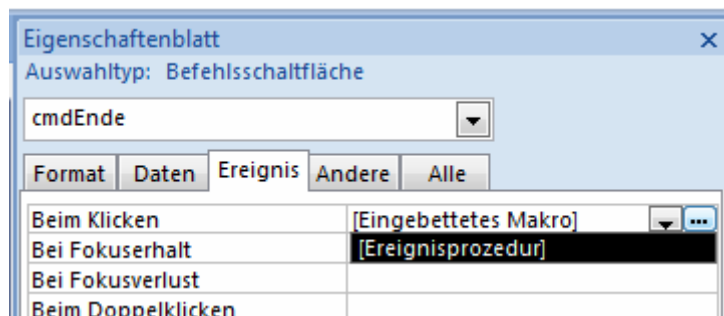 Eigenschaftenblatt
Auswahltyp: Befehlsschaltfläche
cmdEnde
Format Daten Ereignis Andere Alle
Beim Klicken [Eingebettetes Makro]
Bei Fokuserhalt [Ereignisprozedur]
Bei Fokusverlust
Beim Doppelklicken